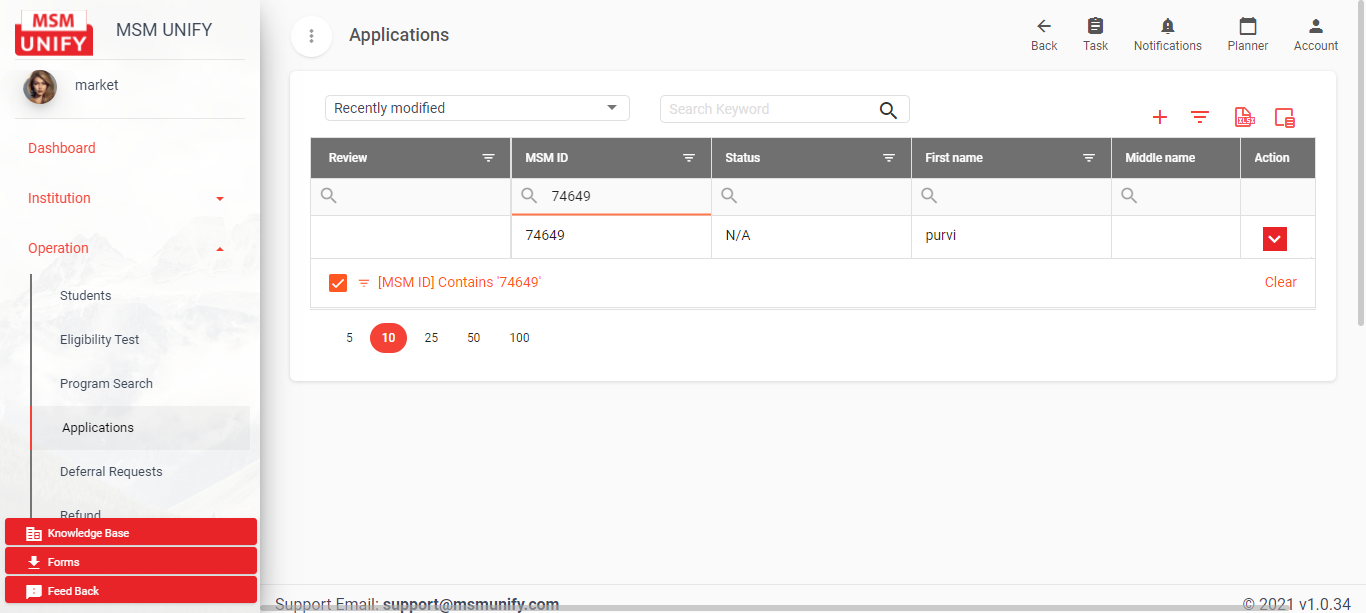 MSM
UNIFY
MSM UNIFY
market
Dashboard
Institution
Operation
Students
Eligibility Test
Program Search
Applications
Deferral Requests
Refund
Knowledge Base
Forms
Feed Back
Applications
Back
Task
Notifications
Planner
Account
Recently modified
Search Keyword
XLSX
Review
MSM ID
Status
First name
Middle name
Action
74649
74649
N/A
purvi
[MSM ID] Contains '74649'
Clear
5 10 25 50 100
Support Email: support@msmunify.com
© 2021 v1.0.34